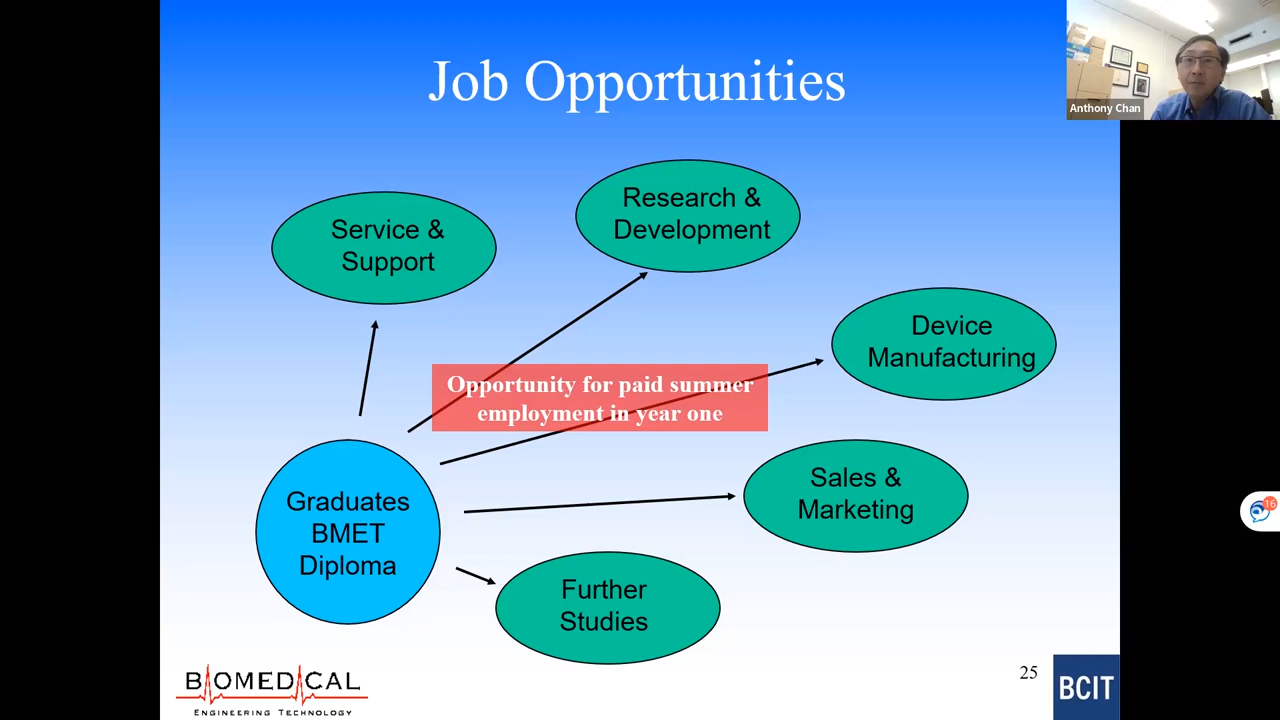 Job Opportunities
Anthony Chan
Research &
Development
Service &
Support
Device
Manufacturing
Opportunity for paid summer
employment in year one
Sales &
Marketing
Graduates
BMET
Diploma
16
Further
Studies
BIOMEDICAL
ENGINEERING TECHNOLOGY
25
BCIT